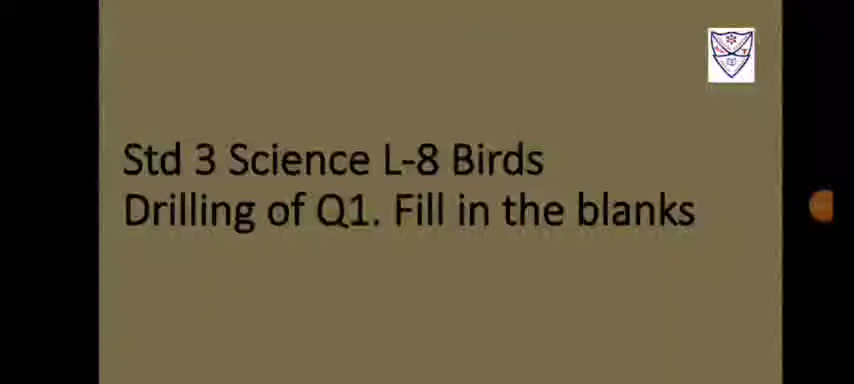 Std 3 Science L-8 Birds
Drilling of Q1. Fill in the blanks